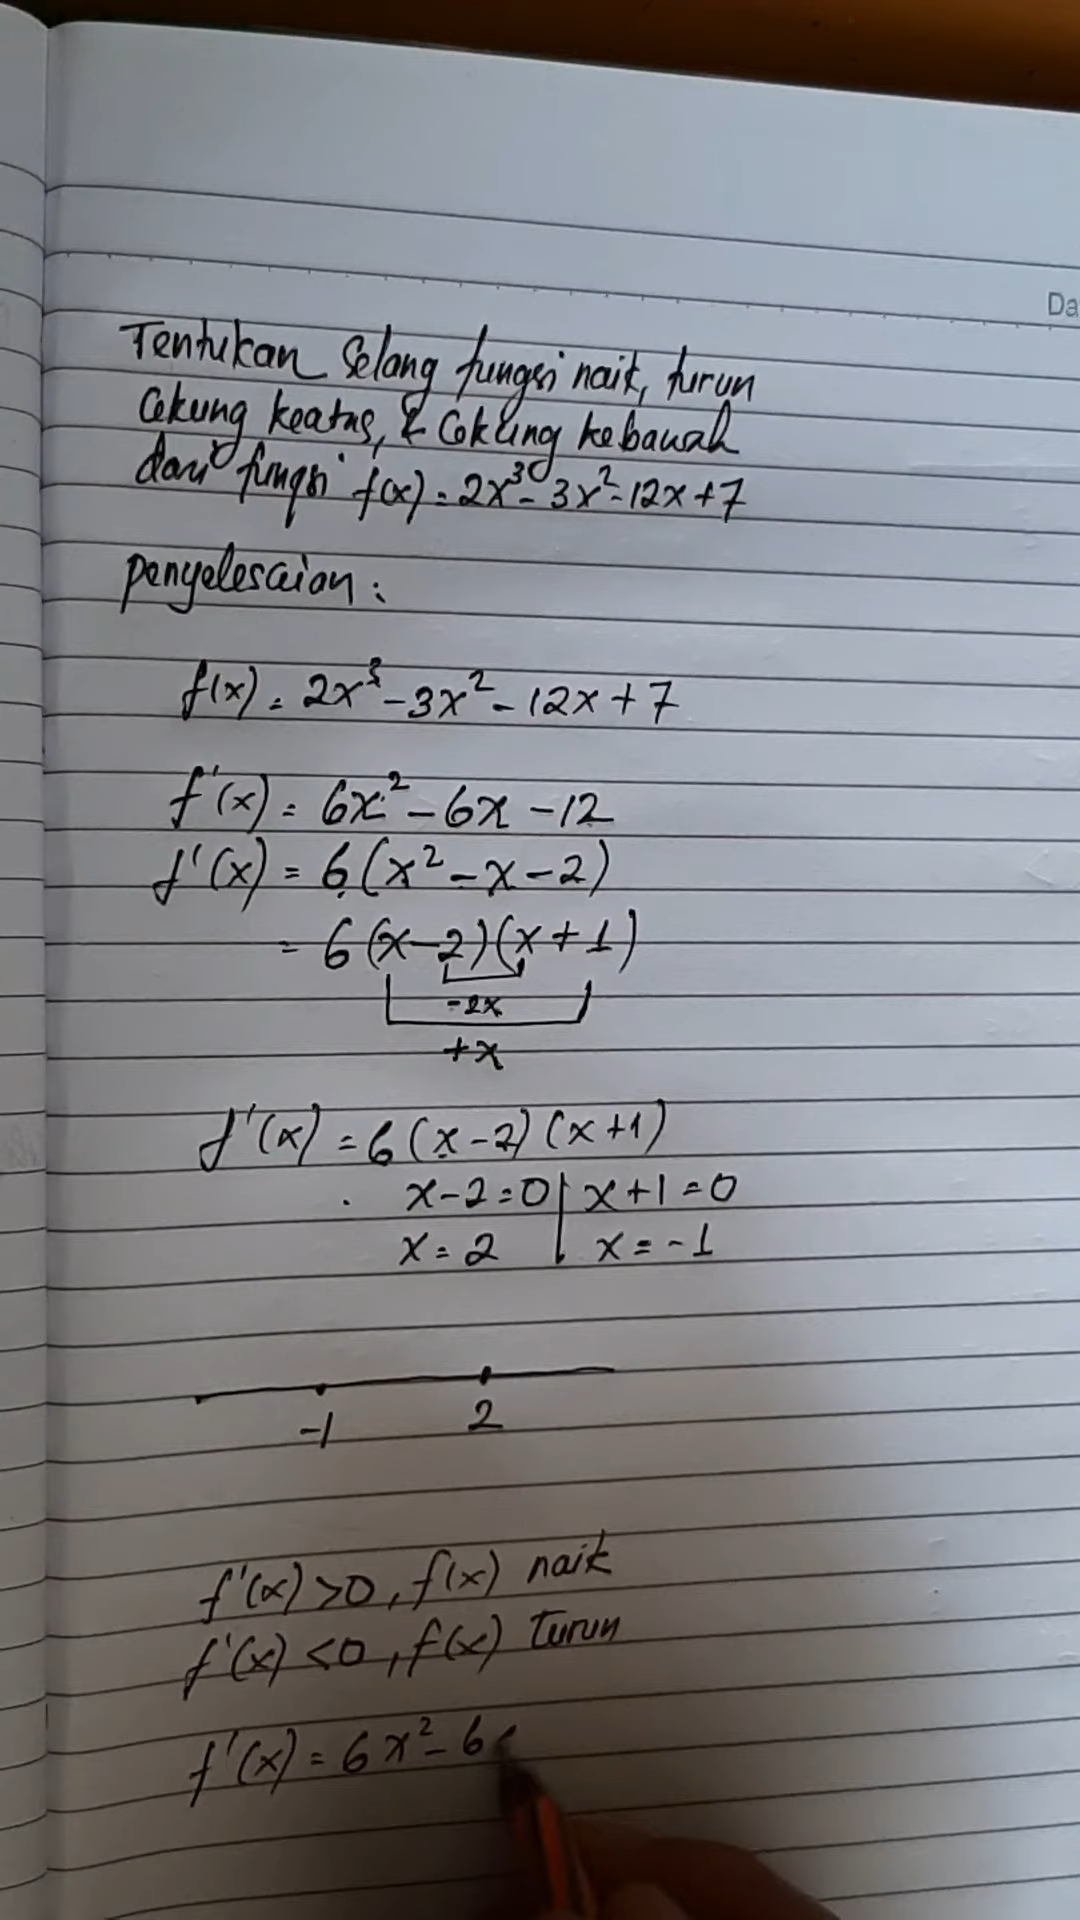 Da
Tentukan Selang fungsi naik, turun
Cekung keatas, & Cekung kebawah
dari fungsi f(x) = 2x³ - 3x² - 12x + 7
penyelesaian :
f(x) = 2x³ - 3x² - 12x + 7
f'(x) = 6x² - 6x - 12
f'(x) = 6(x² - x - 2)
= 6(x-2)(x+1)
-2x
+x
f'(x) = 6(x-2)(x+1)
x-2=0 | x+1=0
x=2 | x=-1
-1 2
f'(x) >0, f(x) naik
f'(x) <0, f(x) Turun
f'(x) = 6x² - 6